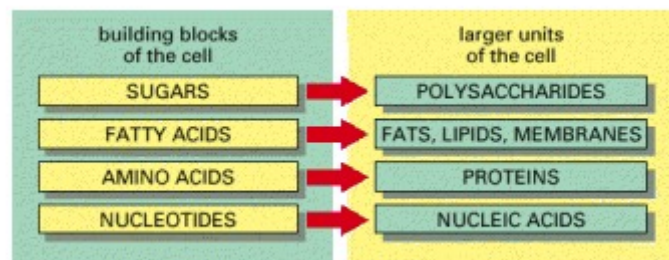 building blocks
of the cell
larger units
of the cell
SUGARS
POLYSACCHARIDES
FATTY ACIDS
FATS, LIPIDS, MEMBRANES
AMINO ACIDS
PROTEINS
NUCLEOTIDES
NUCLEIC ACIDS